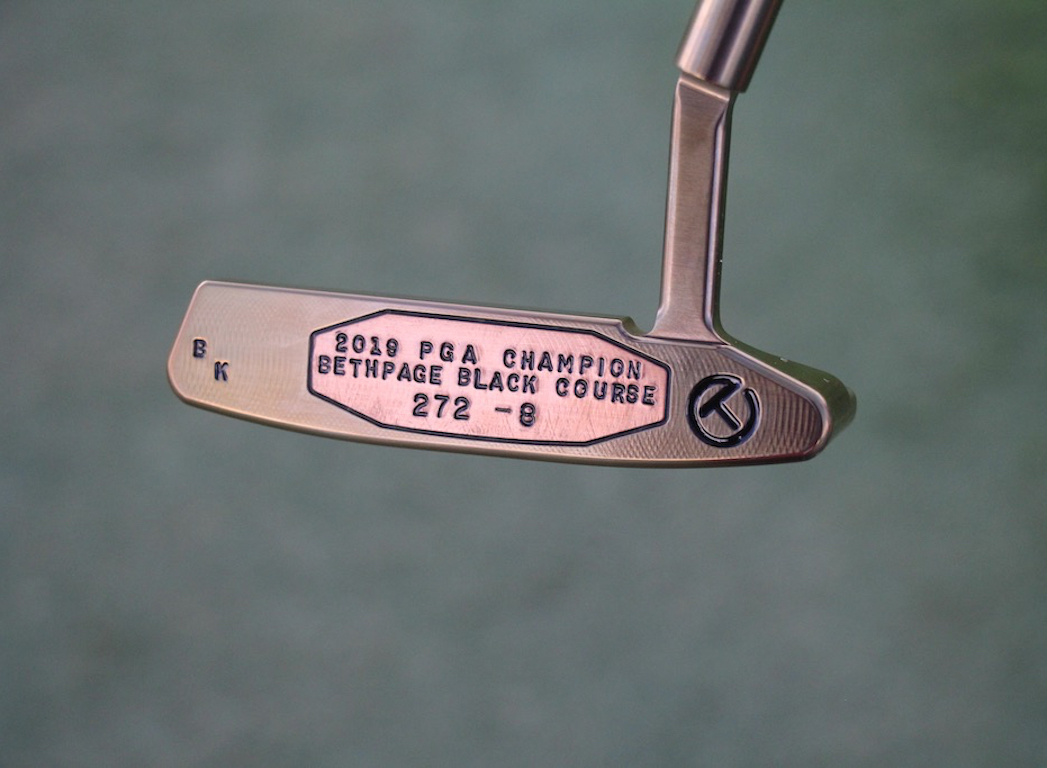 B
K
2019 PGA CHAMPION
BETHPAGE BLACK COURSE
272 -8
T